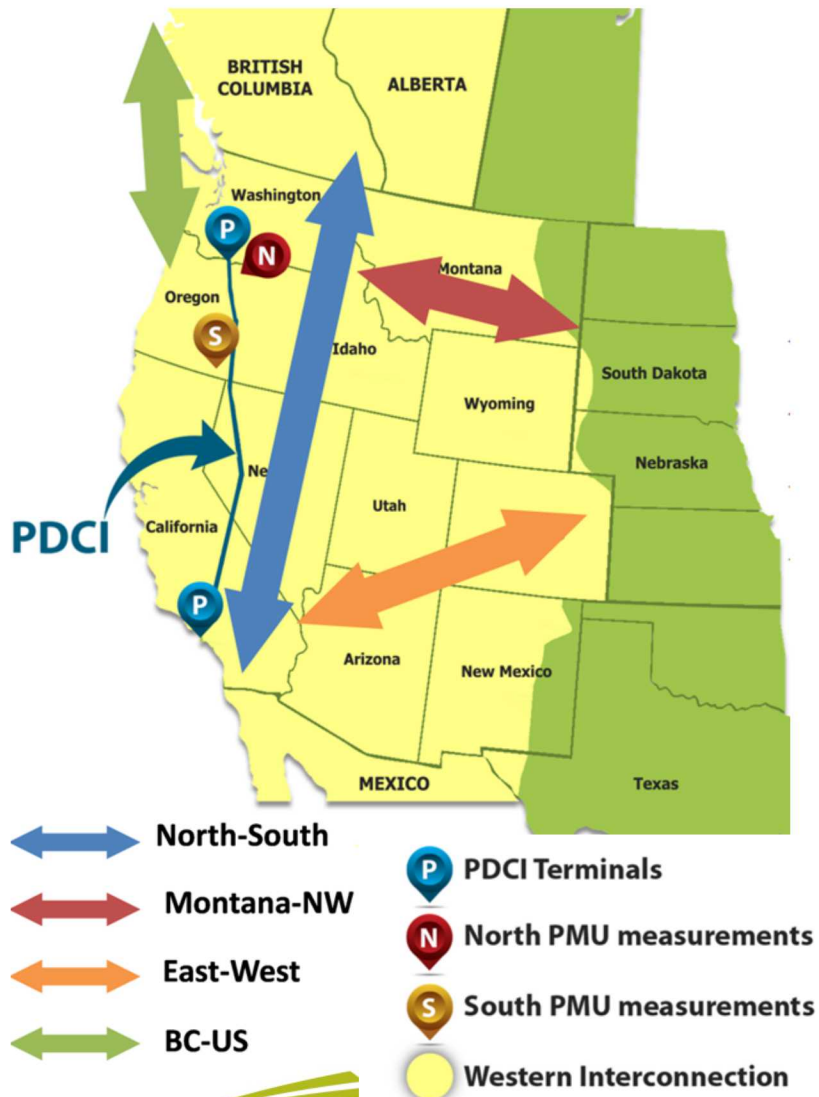 BRITISH
COLUMBIA
ALBERTA
Washington
P
N
Montana
Oregon
S
Idaho
South Dakota
Wyoming
Nebraska
Ne
Utah
California
PDCI
P
Arizona
New Mexico
MEXICO
Texas
North-South
Montana-NW
East-West
BC-US
P PDCI Terminals
N North PMU measurements
S South PMU measurements
Western Interconnection